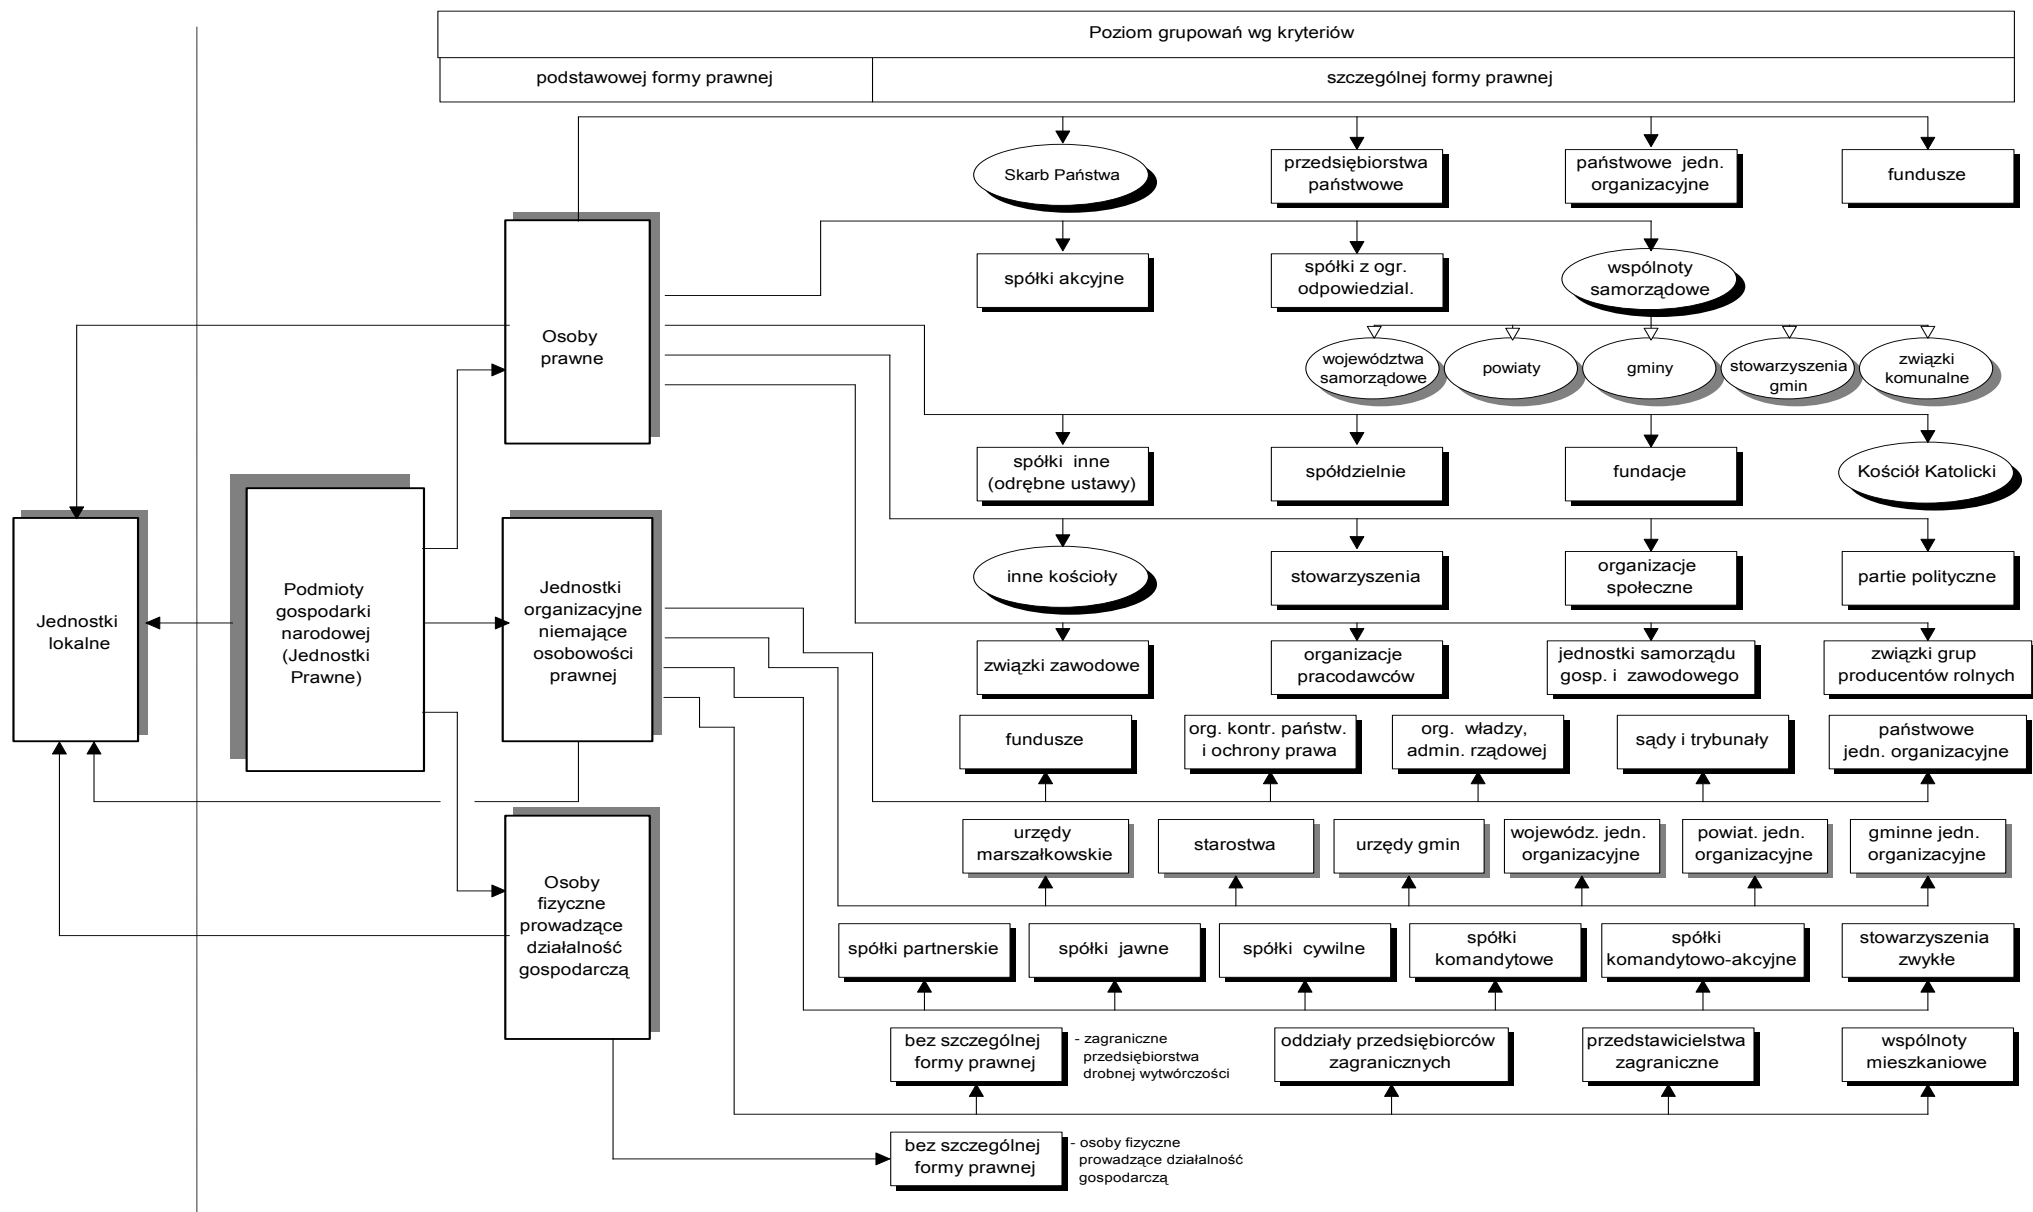 Poziom grupowań wg kryteriów
podstawowej formy prawnej
szczególnej formy prawnej
Skarb Państwa
przedsiębiorstwa
państwowe
państwowe jedn.
organizacyjne
fundusze
Osoby
prawne
spółki akcyjne
spółki z ogr.
odpowiedzial.
wspólnoty
samorządowe
województwa
samorządowe
powiaty
gminy
stowarzyszenia
gmin
związki
komunalne
spółki inne
(odrębne ustawy)
spółdzielnie
fundacje
Kościół Katolicki
Jednostki
lokalne
Podmioty
gospodarki
narodowej
(Jednostki
Prawne)
Jednostki
organizacyjne
niemające
osobowości
prawnej
inne kościoły
stowarzyszenia
organizacje
społeczne
partie polityczne
związki zawodowe
organizacje
pracodawców
jednostki samorządu
gosp. i zawodowego
związki grup
producentów rolnych
fundusze
org. kontr. państw.
i ochrony prawa
org. władzy,
admin. rządowej
sądy i trybunały
państwowe
jedn. organizacyjne
urzędy
marszałkowskie
starostwa
urzędy gmin
wojewódz. jedn.
organizacyjne
powiat. jedn.
organizacyjne
gminne jedn.
organizacyjne
Osoby
fizyczne
prowadzące
działalność
gospodarczą
spółki partnerskie
spółki jawne
spółki cywilne
spółki
komandytowe
spółki
komandytowo-akcyjne
stowarzyszenia
zwykłe
bez szczególnej
formy prawnej
- zagraniczne
przedsiębiorstwa
drobnej wytwórczości
oddziały przedsiębiorców
zagranicznych
przedstawicielstwa
zagraniczne
wspólnoty
mieszkaniowe
bez szczególnej
formy prawnej
- osoby fizyczne
prowadzące działalność
gospodarczą